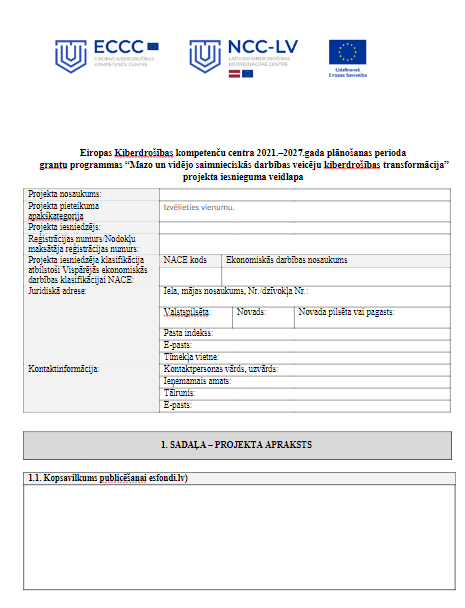 ECCC
EIROPAS KIBERDROŠĪBAS
KOMPETENČU CENTRS
NCC-LV
LATVIJAS KIBERDROŠĪBAS
KOORDINĀCIJAS CENTRS
Līdzfinansē
Eiropas Savienība
Eiropas Kiberdrošības kompetenču centra 2021.–2027.gada plānošanas perioda
grantu programmas “Mazo un vidējo saimnieciskās darbības veicēju kiberdrošības transformācija”
projekta iesnieguma veidlapa
Projekta nosaukums:
Projekta pieteikuma
apakškategorija
Izvēlieties vienumu.
Projekta iesniedzējs:
Reģistrācijas numurs/Nodokļu
maksātāja reģistrācijas numurs:
Projekta iesniedzēja klasifikācija
atbilstoši Vispārējās ekonomiskās
darbības klasifikācijai NACE:
NACE kods
Ekonomiskās darbības nosaukums
Juridiskā adrese:
Iela, mājas nosaukums, Nr./dzīvokļa Nr.:
Valstspilsēta:
Novads:
Novada pilsēta vai pagasts:
Pasta indekss:
E-pasts:
Tīmekļa vietne:
Kontaktinformācija:
Kontaktpersonas vārds, uzvārds:
Ieņemamais amats:
Tālrunis:
E-pasts:
1. SADAĻA – PROJEKTA APRAKSTS
1.1. Kopsavilkums publicēšanai esfondi.lv)